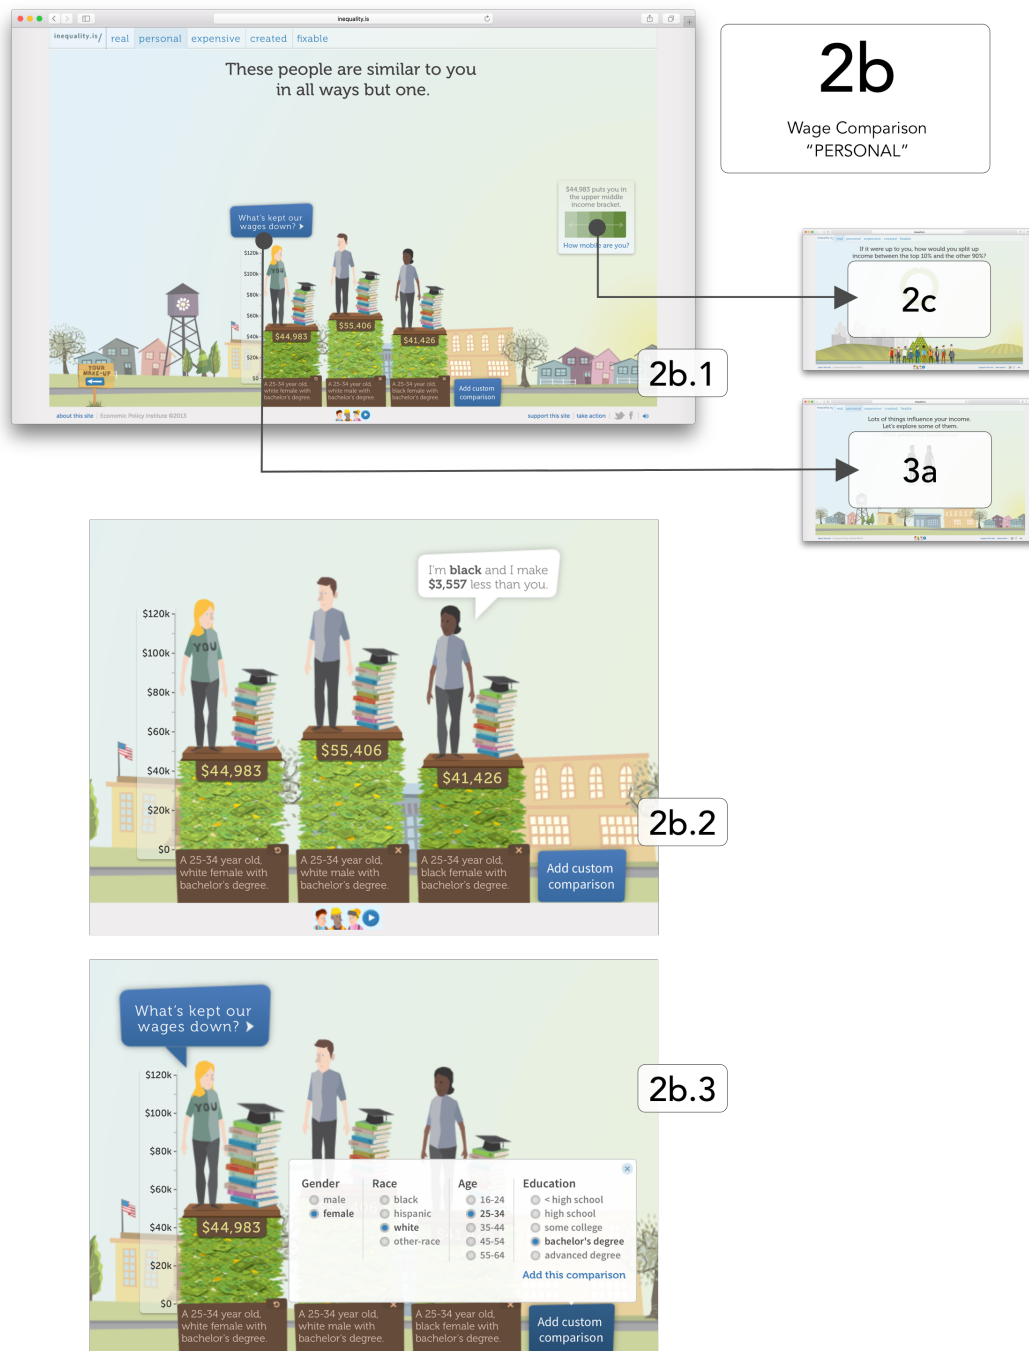 inequality.is
inequality.is/ real personal expensive created fixable
These people are similar to you
in all ways but one.
What's kept our
wages down?
$44,983 puts you in
the upper middle
income bracket.
How mobile are you?
$120k
$100k
$80k
$60k
$40k
$20k
$0
YOU
$44,983
$55,406
$41,426
YOUR
MAKE-UP
A 25-34 year old,
white female with
bachelor's degree.
A 25-34 year old,
white male with
bachelor's degree.
A 25-34 year old,
black female with
bachelor's degree.
Add custom
comparison
about this site Economic Policy Institute ©2013
support this site take action
2b.1
2b
Wage Comparison
“PERSONAL”
If it were up to you, how would you split up
income between the top 10% and the other 90%?
2c
Lots of things influence your income.
Let's explore some of them.
3a
I'm black and I make
$3,557 less than you.
$120k
$100k
$80k
$60k
$40k
$20k
$0
YOU
$44,983
$55,406
$41,426
A 25-34 year old,
white female with
bachelor's degree.
A 25-34 year old,
white male with
bachelor's degree.
A 25-34 year old,
black female with
bachelor's degree.
Add custom
comparison
2b.2
What's kept our
wages down?
$120k
$100k
$80k
$60k
$40k
$20k
$0
YOU
$44,983
Gender
male
female
Race
black
hispanic
white
other-race
Age
16-24
25-34
35-44
45-54
55-64
Education
< high school
high school
some college
bachelor's degree
advanced degree
Add this comparison
A 25-34 year old,
white female with
bachelor's degree.
A 25-34 year old,
white male with
bachelor's degree.
A 25-34 year old,
black female with
bachelor's degree.
Add custom
comparison
2b.3